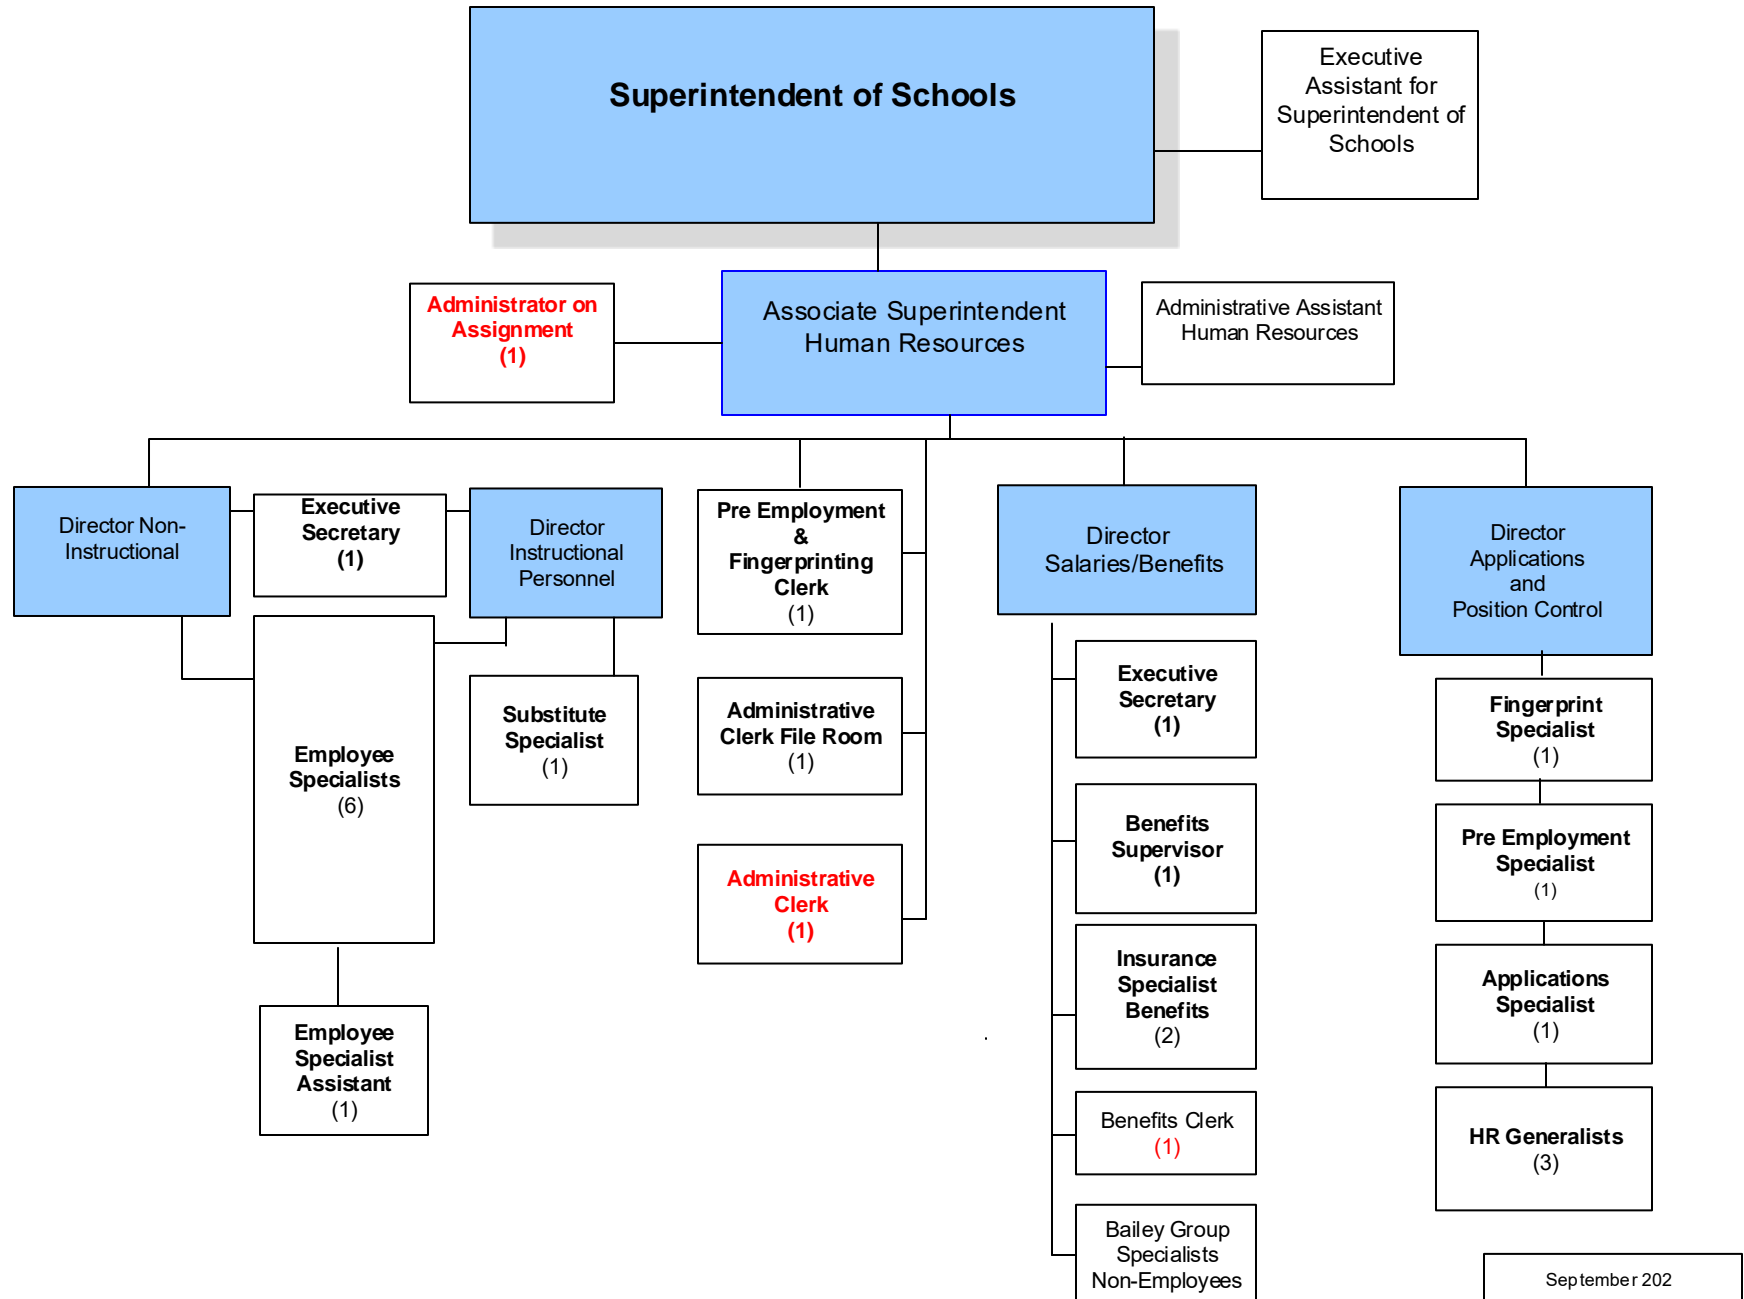 Superintendent of Schools
Executive
Assistant for
Superintendent of
Schools
Administrator on
Assignment
(1)
Associate Superintendent
Human Resources
Administrative Assistant
Human Resources
Director Non-
Instructional
Executive
Secretary
(1)
Director
Instructional
Personnel
Pre Employment
&
Fingerprinting
Clerk
(1)
Director
Salaries/Benefits
Director
Applications
and
Position Control
Employee
Specialists
(6)
Substitute
Specialist
(1)
Administrative
Clerk File Room
(1)
Administrative
Clerk
(1)
Employee
Specialist
Assistant
(1)
Executive
Secretary
(1)
Benefits
Supervisor
(1)
Insurance
Specialist
Benefits
(2)
Benefits Clerk
(1)
Bailey Group
Specialists
Non-Employees
Fingerprint
Specialist
(1)
Pre Employment
Specialist
(1)
Applications
Specialist
(1)
HR Generalists
(3)
September 202